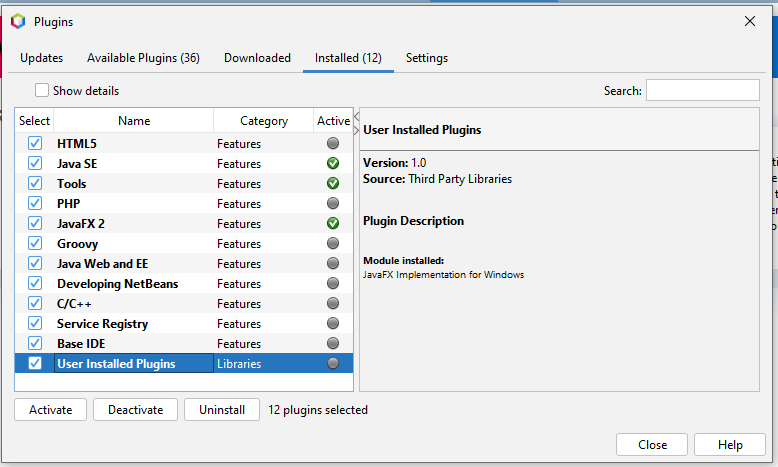 Plugins
Updates Available Plugins (36) Downloaded Installed (12) Settings
Show details Search:
Select Name Category Active
HTML5 Features
Java SE Features
Tools Features
PHP Features
JavaFX 2 Features
Groovy Features
Java Web and EE Features
Developing NetBeans Features
C/C++ Features
Service Registry Features
Base IDE Features
User Installed Plugins Libraries
User Installed Plugins
Version: 1.0
Source: Third Party Libraries
Plugin Description
Module installed:
JavaFX Implementation for Windows
Activate Deactivate Uninstall 12 plugins selected
Close Help